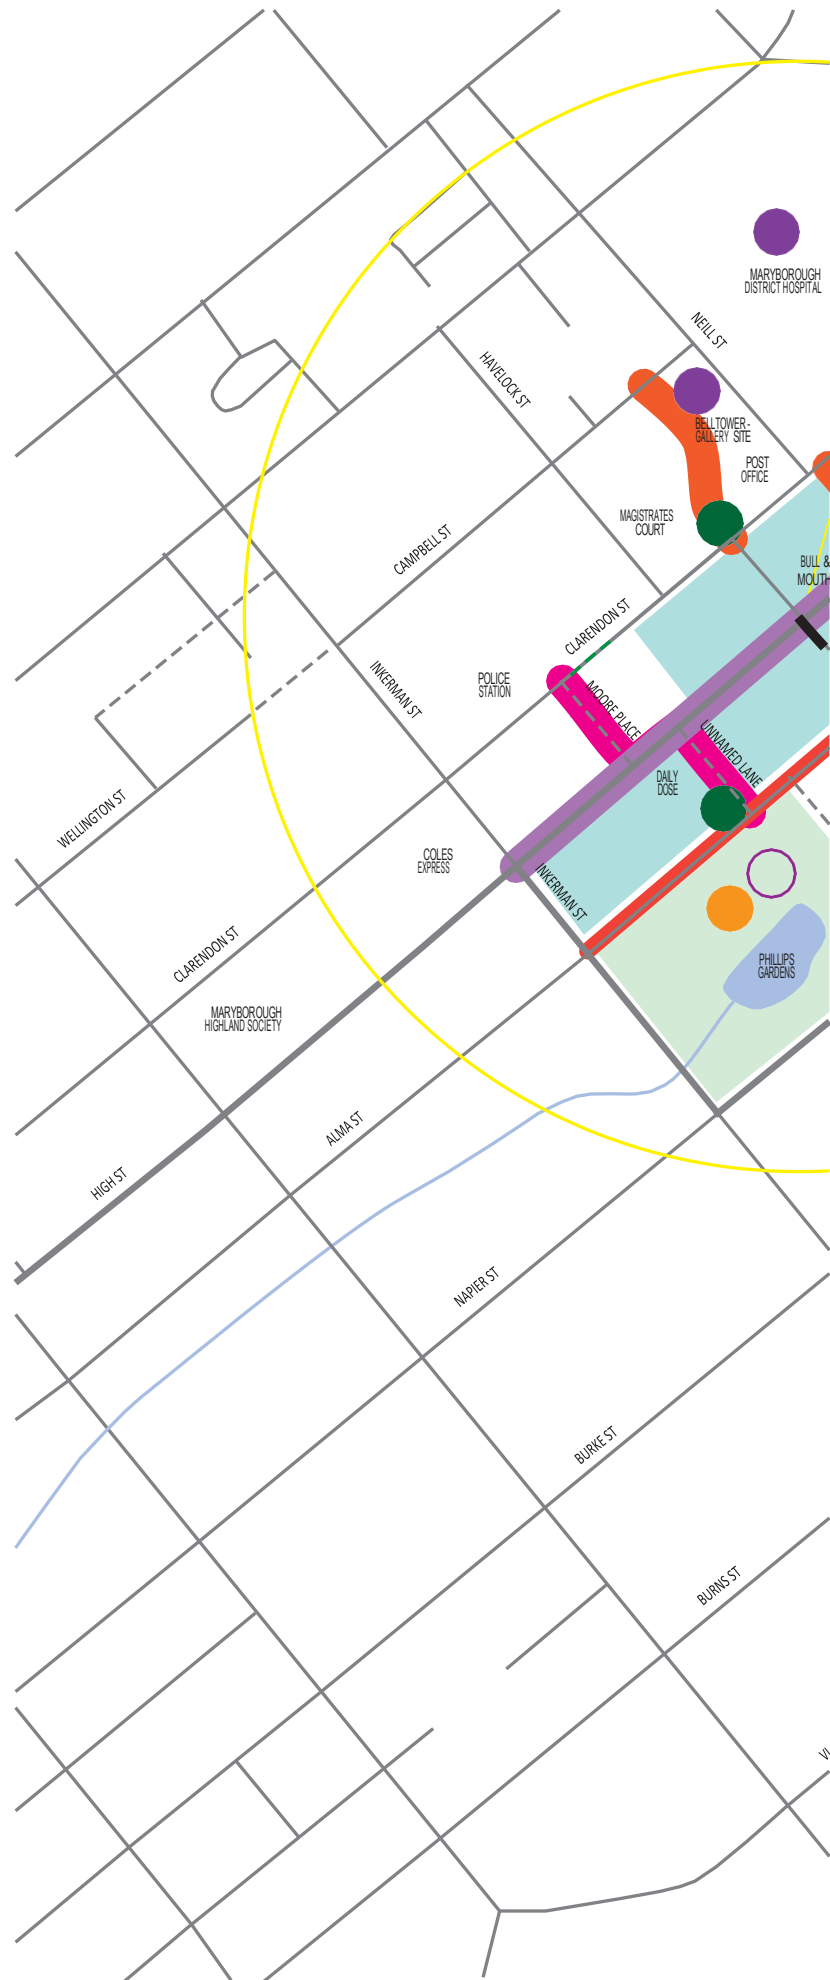 MARYBOROUGH
DISTRICT HOSPITAL
NEILL ST
HAVELOCK ST
BELLTOWER -
GALLERY SITE
POST
OFFICE
MAGISTRATES
COURT
CAMPBELL ST
BULL &
MOUTH
CLARENDON ST
INKERMAN ST
POLICE
STATION
MOORE PLACE
UNNAMED LANE
DAILY
DOSE
WELLINGTON ST
COLES
EXPRESS
INKERMAN ST
CLARENDON ST
PHILLIPS
GARDENS
MARYBOROUGH
HIGHLAND SOCIETY
ALMA ST
HIGH ST
NAPIER ST
BURKE ST
BURNS ST